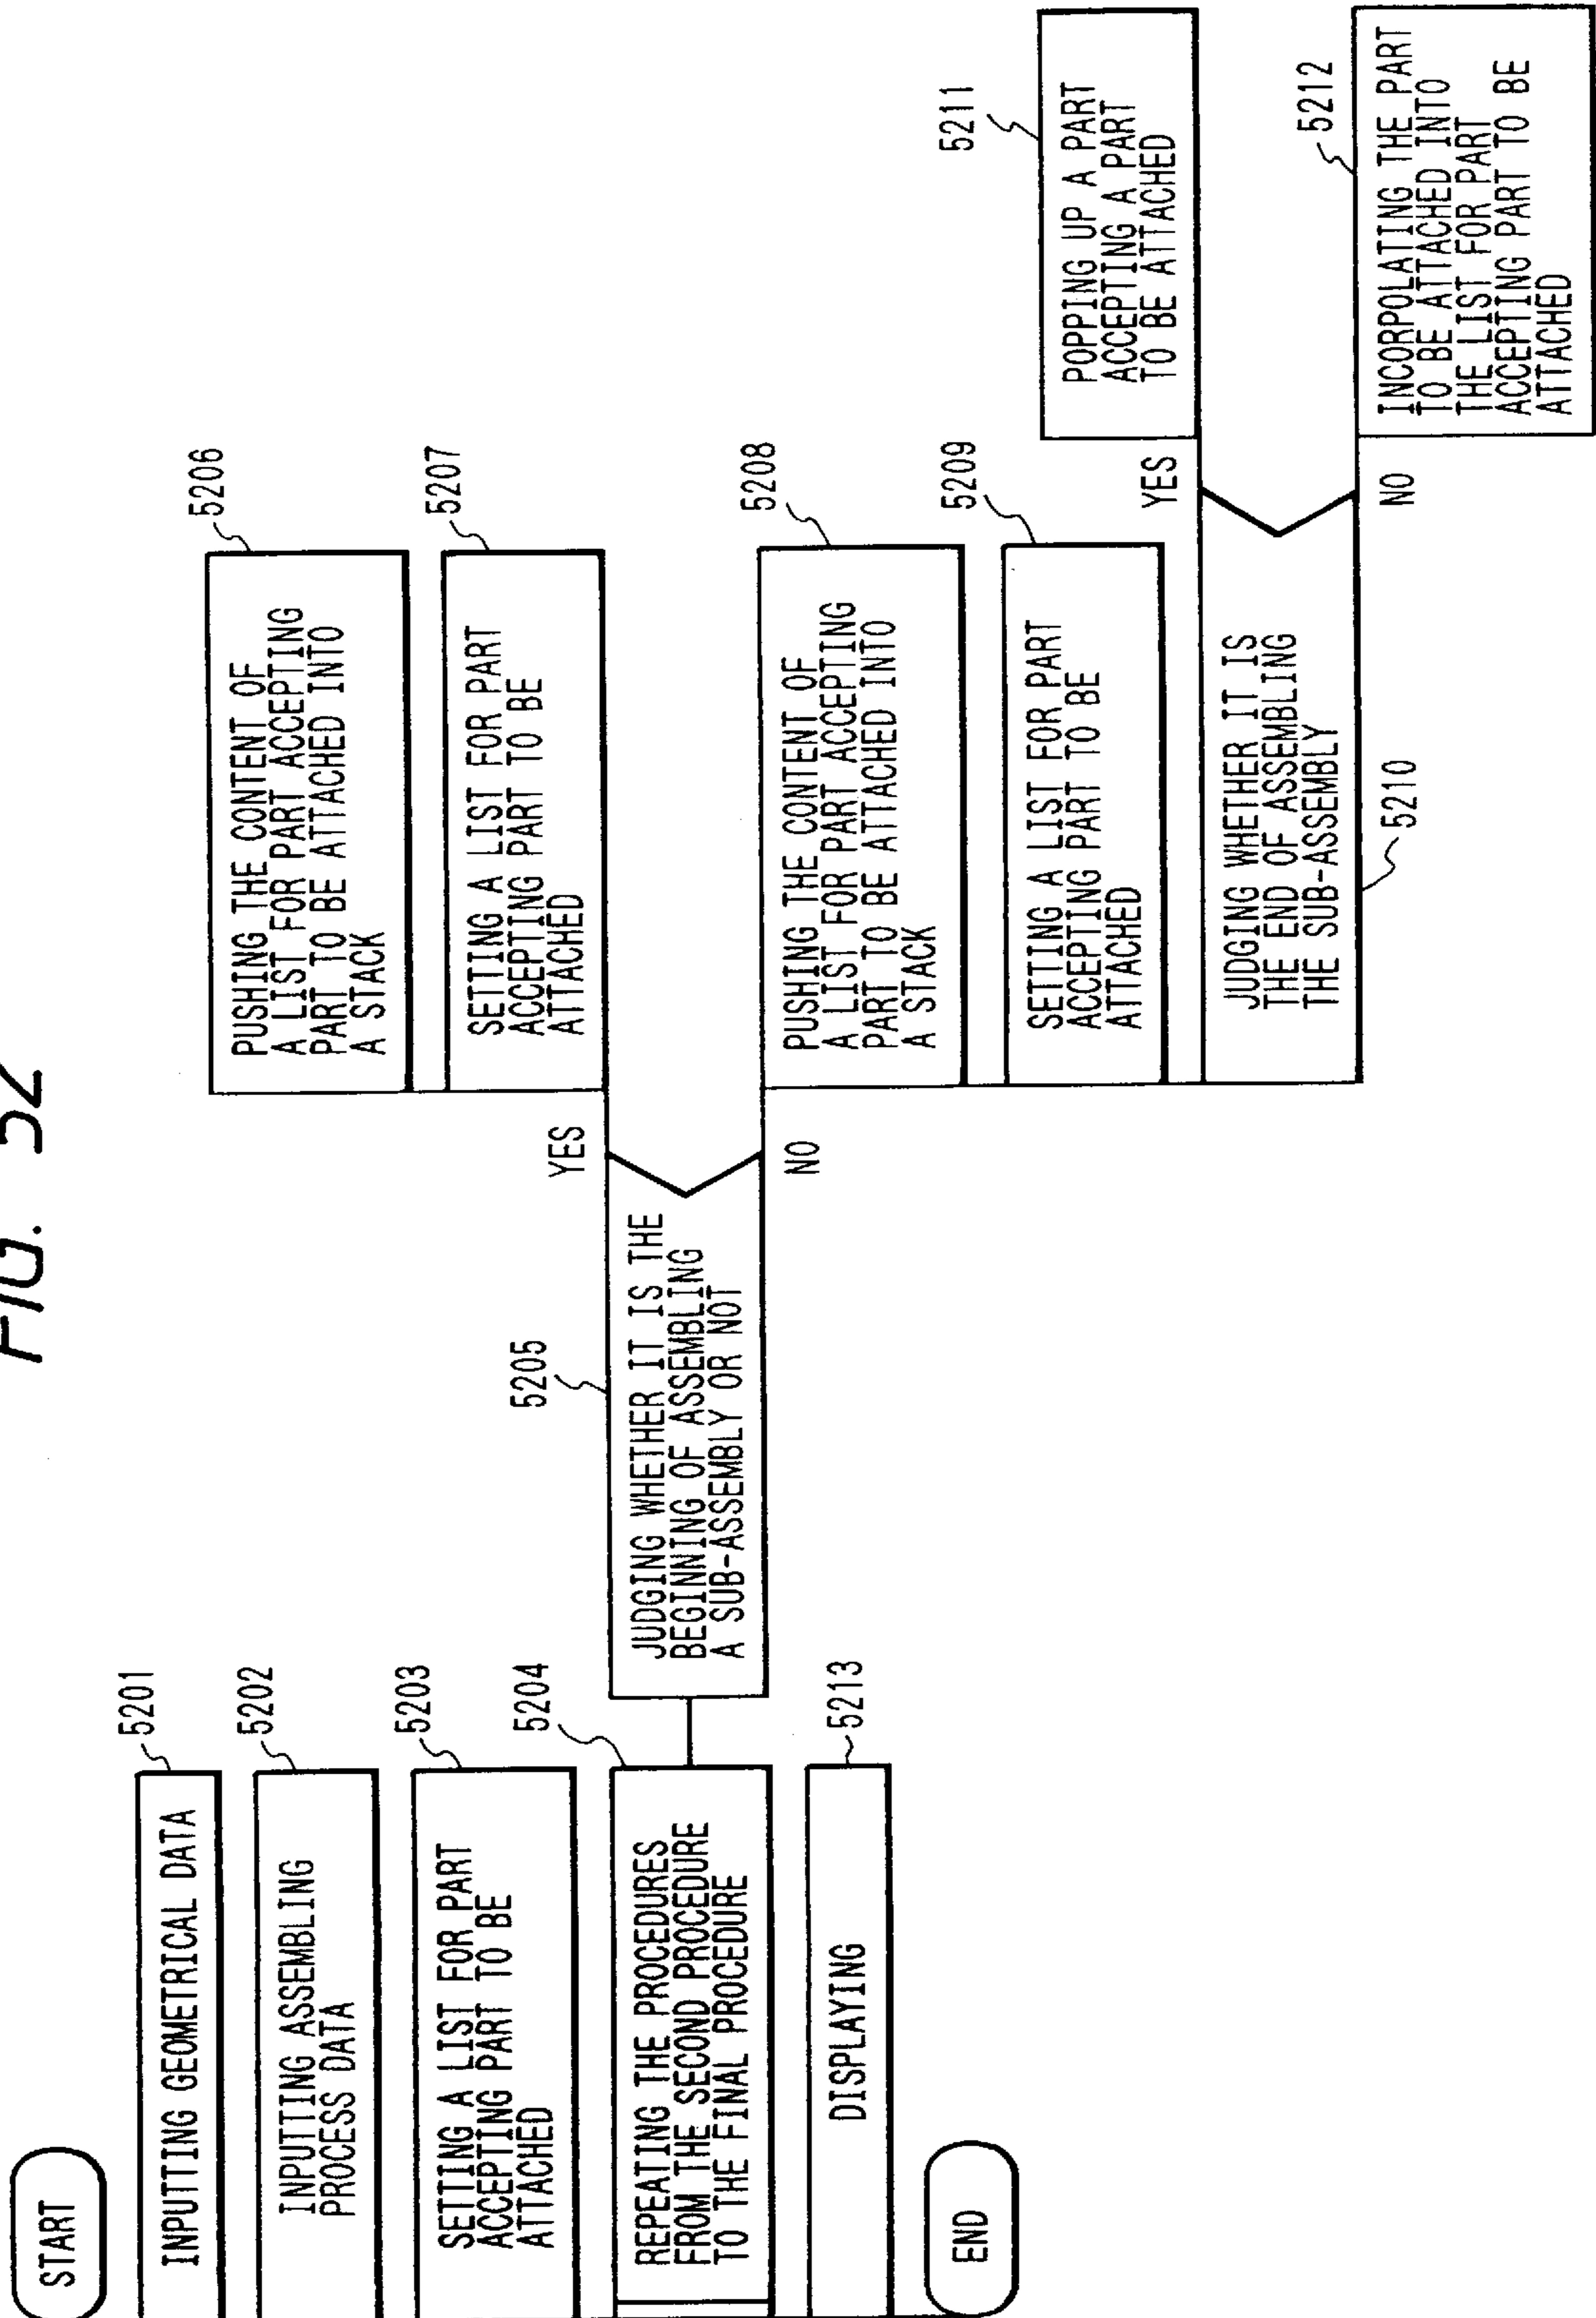 FIG. 52
START
5201
INPUTTING GEOMETRICAL DATA
5202
INPUTTING ASSEMBLING
PROCESS DATA
5203
SETTING A LIST FOR PART
ACCEPTING PART TO BE
ATTACHED
5204
REPEATING THE PROCEDURES
FROM THE SECOND PROCEDURE
TO THE FINAL PROCEDURE
5213
DISPLAYING
END
5205
JUDGING WHETHER IT IS THE
BEGINNING OF ASSEMBLING
A SUB-ASSEMBLY OR NOT
YES
NO
5206
PUSHING THE CONTENT OF
A LIST FOR PART ACCEPTING
PART TO BE ATTACHED INTO
A STACK
5207
SETTING A LIST FOR PART
ACCEPTING PART TO BE
ATTACHED
5208
PUSHING THE CONTENT OF
A LIST FOR PART ACCEPTING
PART TO BE ATTACHED INTO
A STACK
5209
SETTING A LIST FOR PART
ACCEPTING PART TO BE
ATTACHED
JUDGING WHETHER IT IS
THE END OF ASSEMBLING
THE SUB-ASSEMBLY
5210
YES
NO
5211
POPPING UP A PART
ACCEPTING A PART
TO BE ATTACHED
5212
INCORPOLATING THE PART
TO BE ATTACHED INTO
THE LIST FOR PART
ACCEPTING PART TO BE
ATTACHED